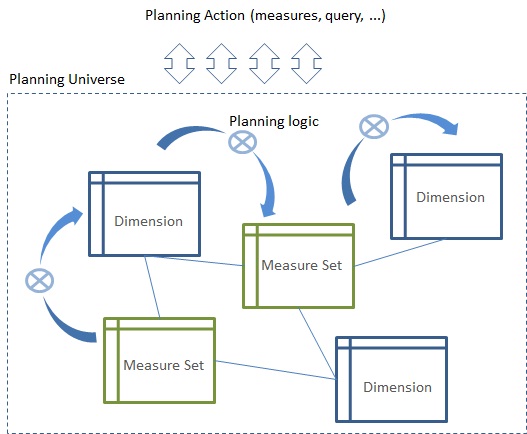 Planning Action (measures, query, ...)
Planning Universe
Planning logic
Dimension
Dimension
Measure Set
Measure Set
Dimension